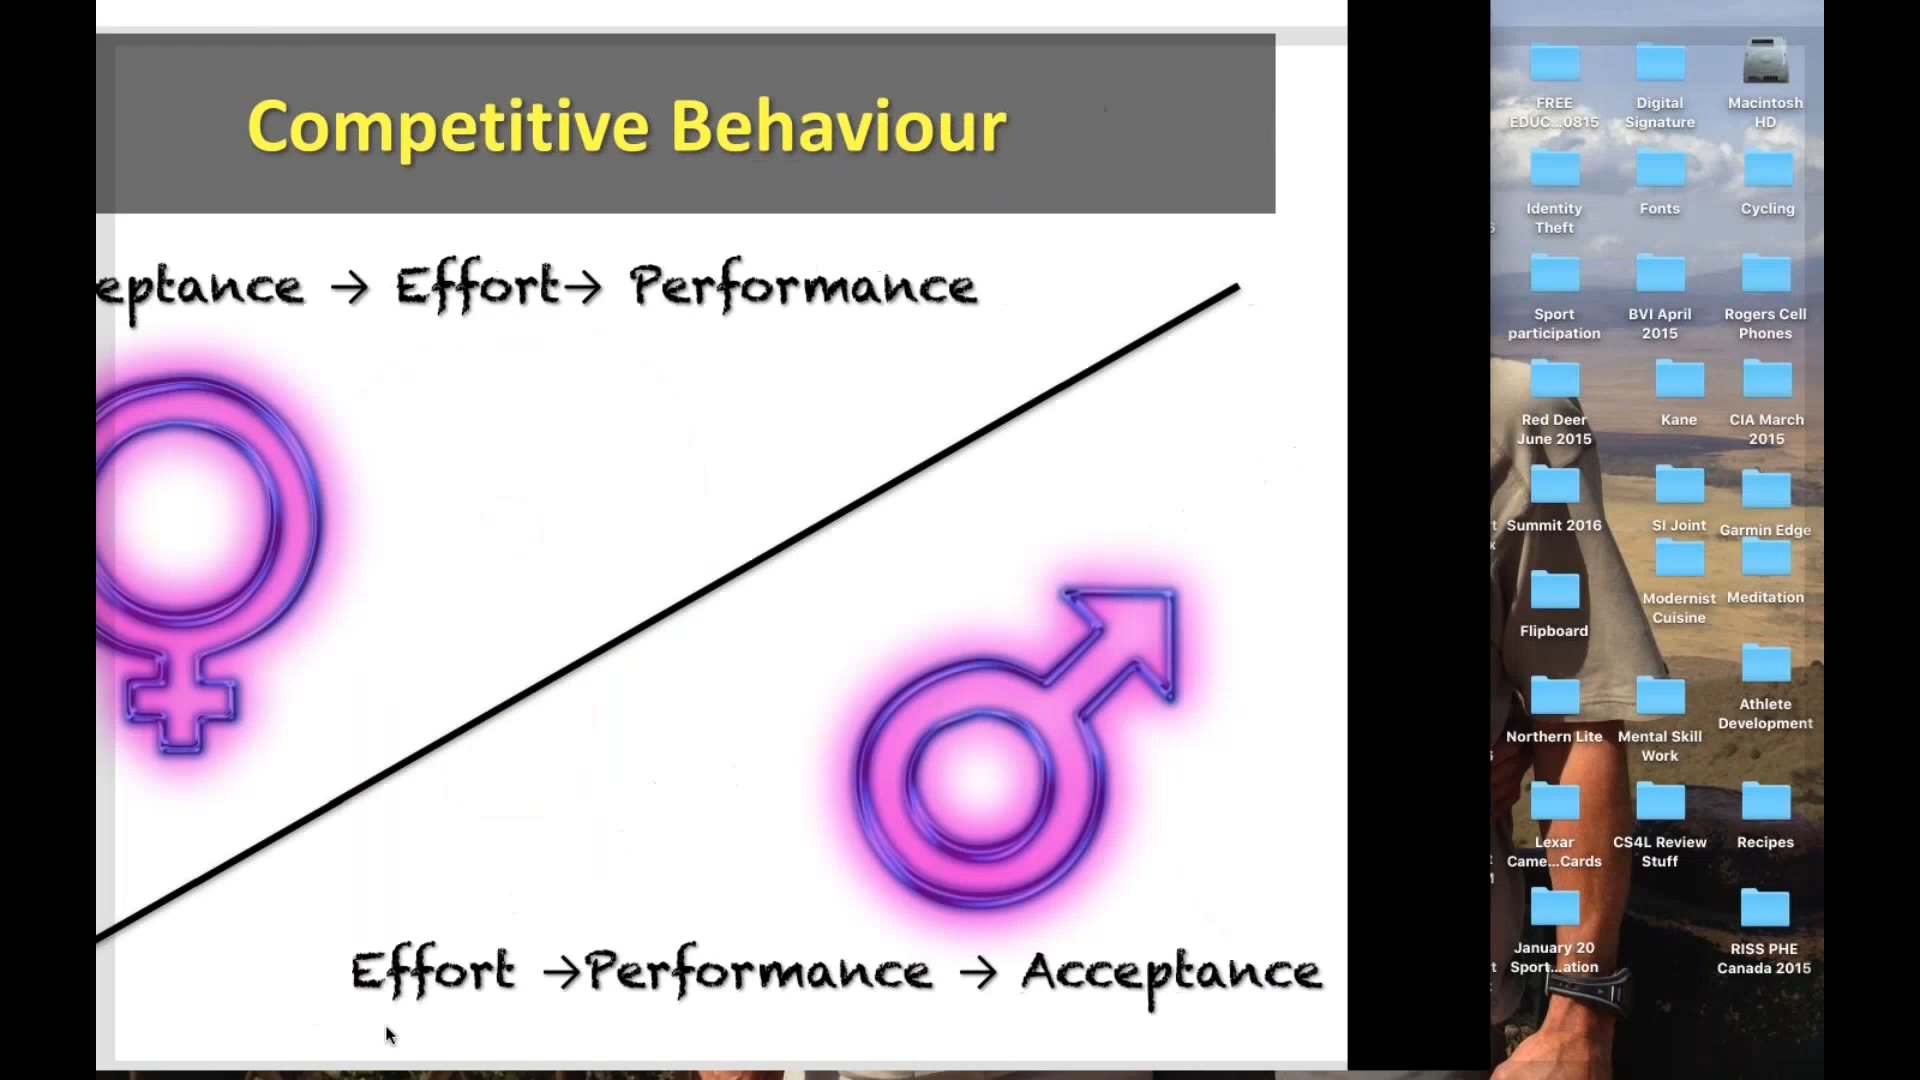 Competitive Behaviour
eptance → Effort→ Performance
Effort →Performance → Acceptance
FREE
EDUC...0815
Digital
Signature
Macintosh
HD
Identity
Theft
Fonts
Cycling
Sport
participation
BVI April
2015
Rogers Cell
Phones
Red Deer
June 2015
Kane
CIA March
2015
Summit 2016
SI Joint
Garmin Edge
Flipboard
Modernist
Cuisine
Meditation
Northern Lite
Mental Skill
Work
Athlete
Development
Lexar
Came...Cards
CS4L Review
Stuff
Recipes
January 20
Sport...ation
RISS PHE
Canada 2015